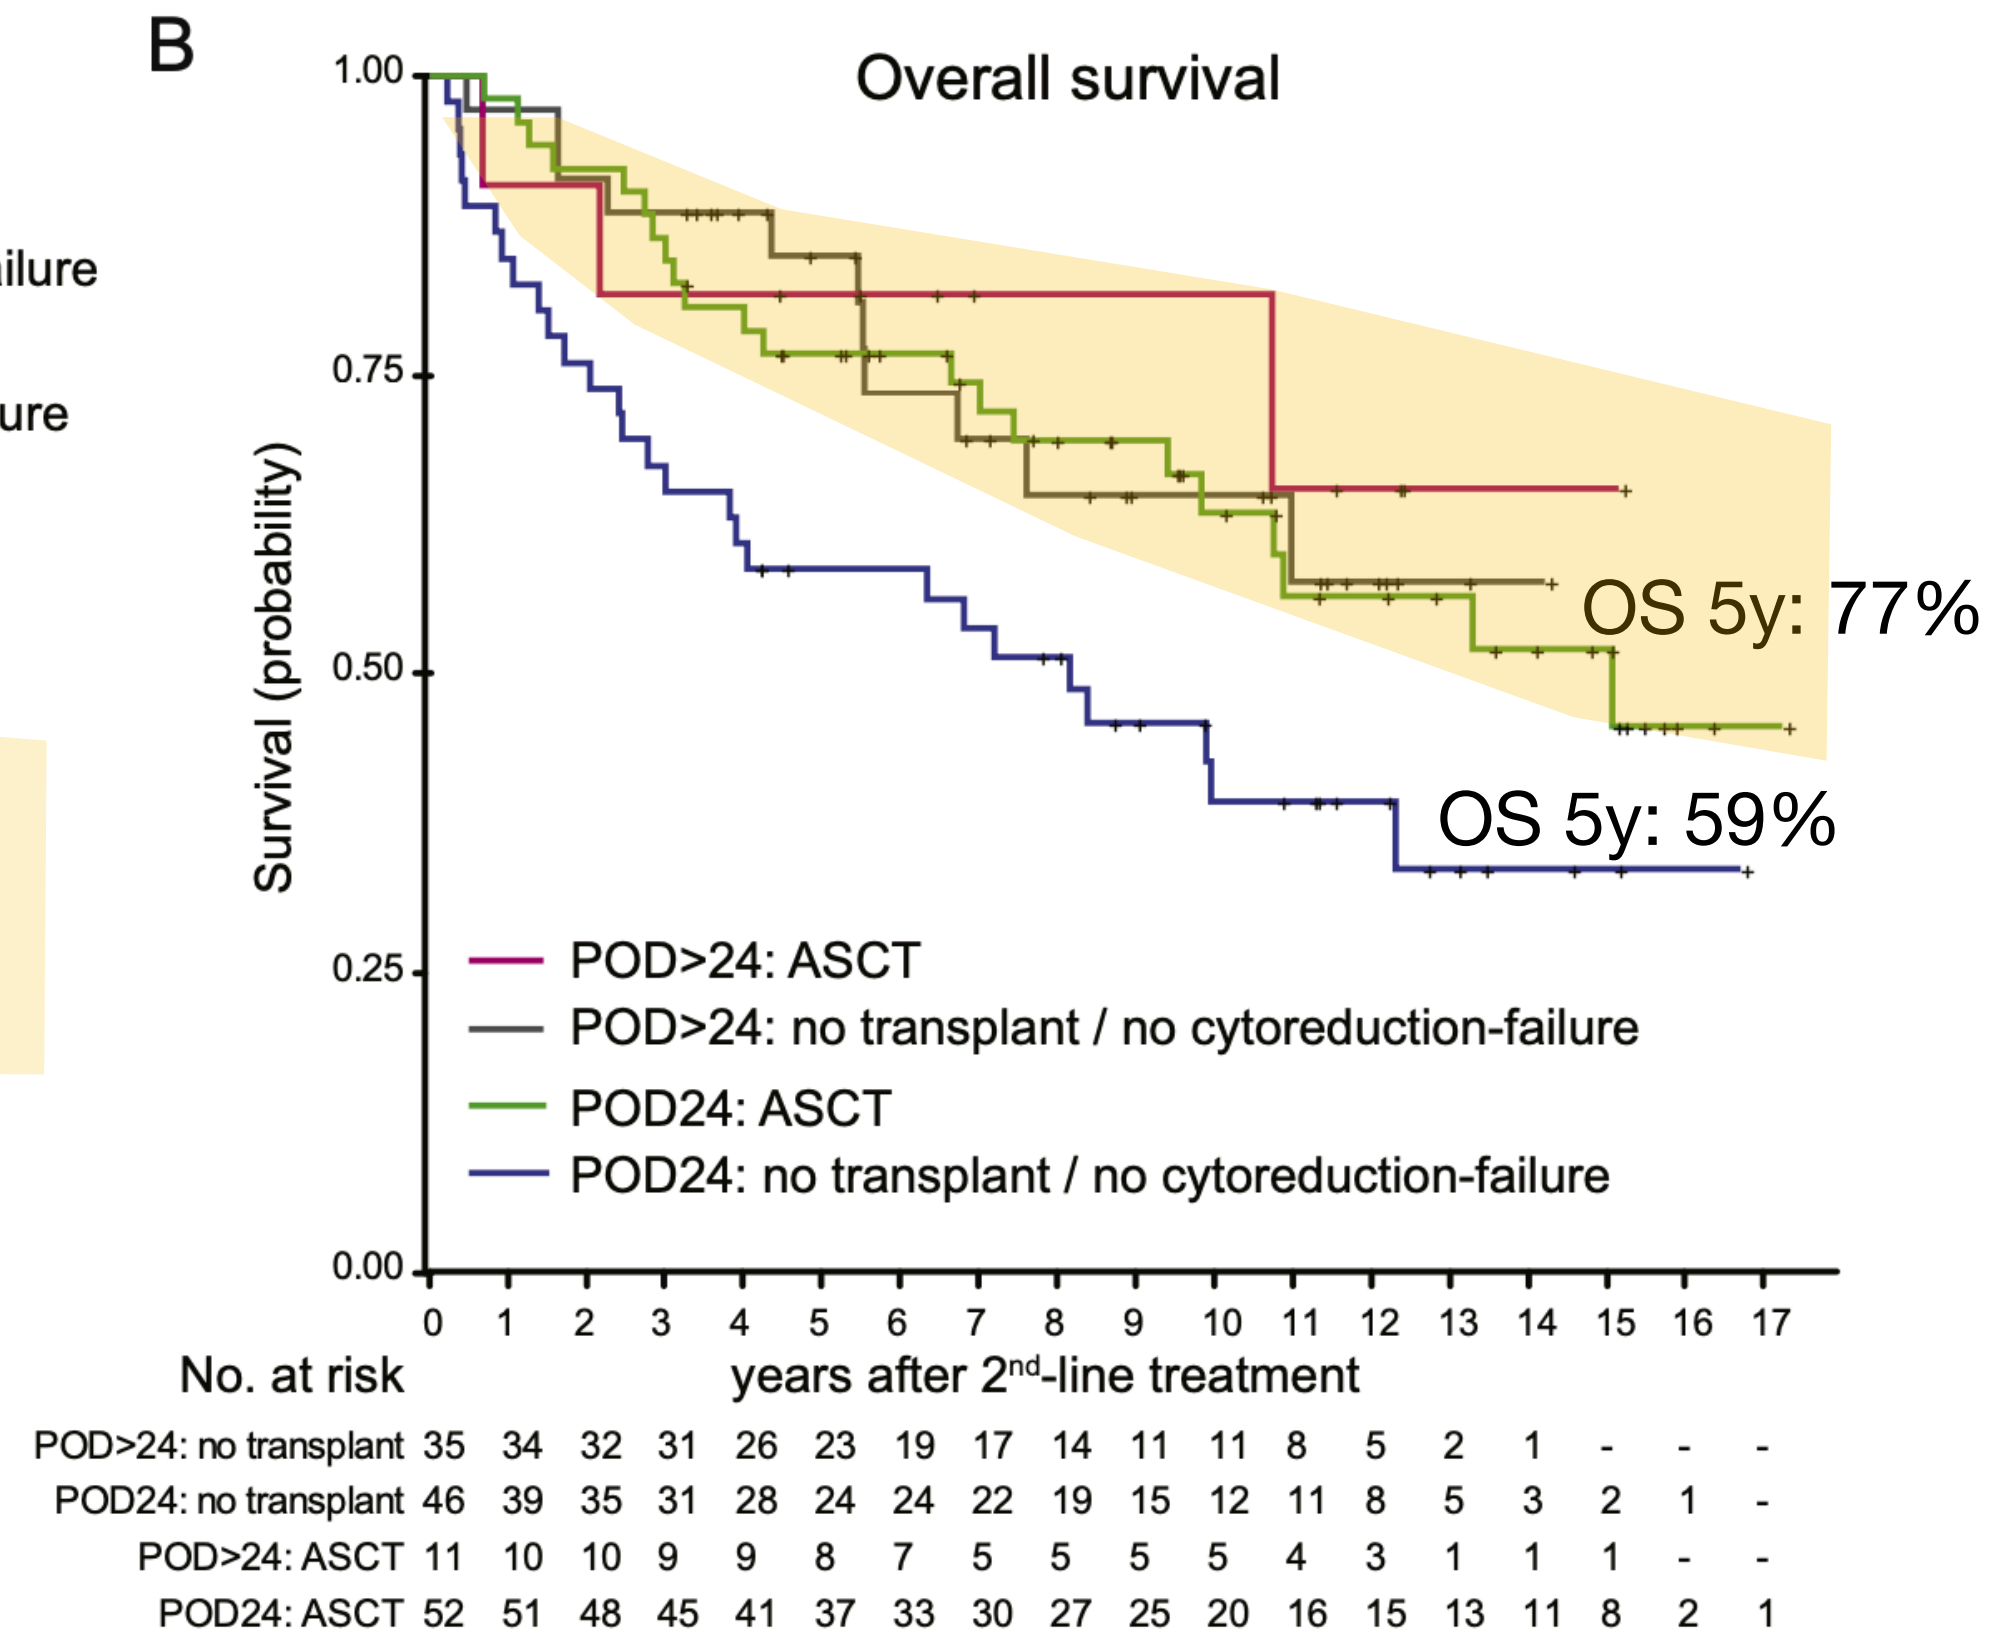 B
Overall survival
1.00
ilure
0.75
ure
Survival (probability)
OS 5y: 77%
0.50
OS 5y: 59%
POD>24: ASCT
0.25
POD>24: no transplant / no cytoreduction-failure
POD24: ASCT
POD24: no transplant / no cytoreduction-failure
0.00
0 1 2 3 4 5 6 7 8 9 10 11 12 13 14 15 16 17
No. at risk years after 2nd-line treatment
POD>24: no transplant 35 34 32 31 26 23 19 17 14 11 11 8 5 2 1 - - -
POD24: no transplant 46 39 35 31 28 24 24 22 19 15 12 11 8 5 3 2 1 -
POD>24: ASCT 11 10 10 9 9 8 7 5 5 5 5 4 3 1 1 1 - -
POD24: ASCT 52 51 48 45 41 37 33 30 27 25 20 16 15 13 11 8 2 1